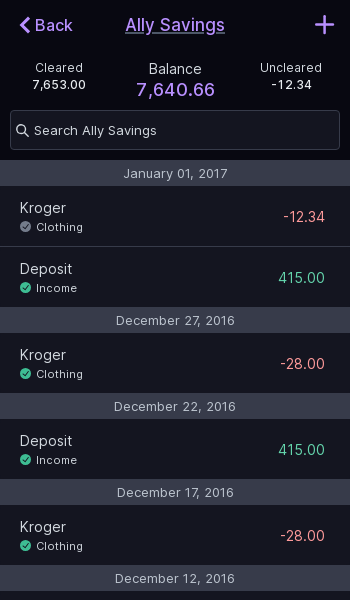 Back
Ally Savings
Cleared
Balance
Uncleared
7,653.00
7,640.66
-12.34
Search Ally Savings
January 01, 2017
Kroger
-12.34
Clothing
Deposit
415.00
Income
December 27, 2016
Kroger
-28.00
Clothing
December 22, 2016
Deposit
415.00
Income
December 17, 2016
Kroger
-28.00
Clothing
December 12, 2016